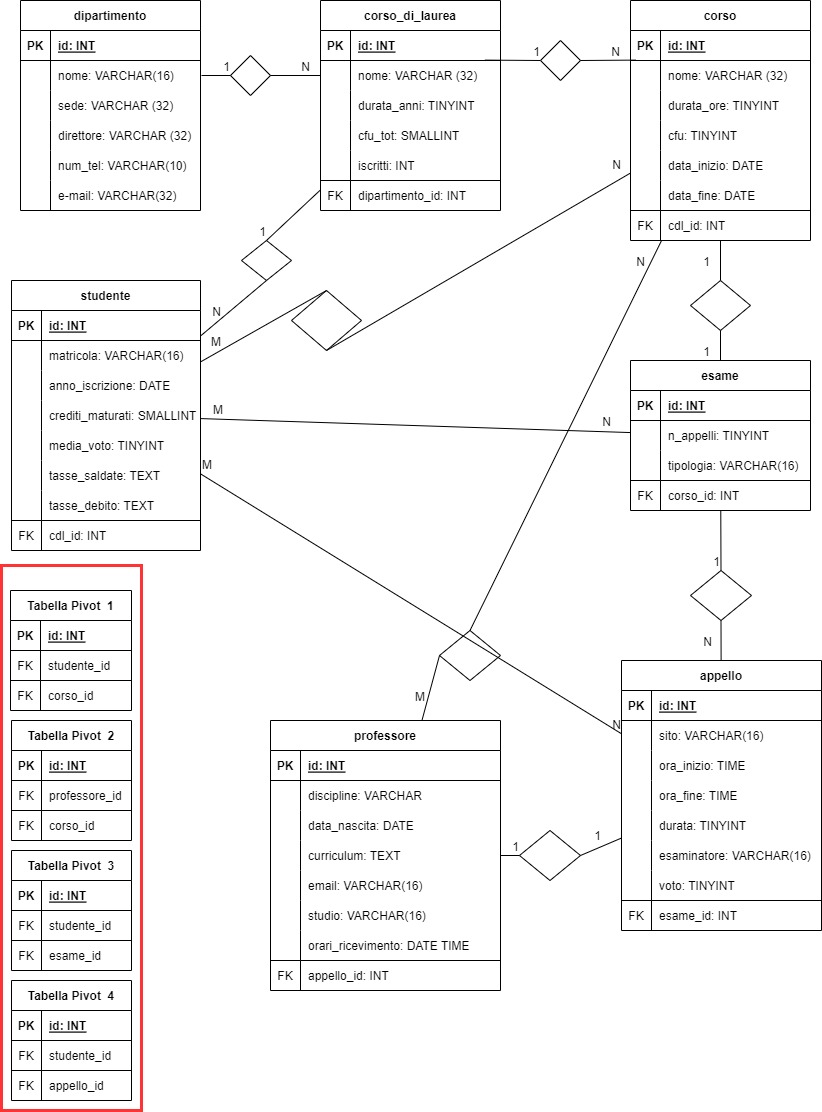 dipartimento
PK id: INT
nome: VARCHAR(16)
sede: VARCHAR (32)
direttore: VARCHAR (32)
num_tel: VARCHAR(10)
e-mail: VARCHAR(32)
1
N
corso_di_laurea
PK id: INT
nome: VARCHAR (32)
durata_anni: TINYINT
cfu_tot: SMALLINT
iscritti: INT
FK dipartimento_id: INT
1
N
corso
PK id: INT
nome: VARCHAR (32)
durata_ore: TINYINT
cfu: TINYINT
data_inizio: DATE
data_fine: DATE
FK cdl_id: INT
N
1
N
M
N
1
1
studente
PK id: INT
matricola: VARCHAR(16)
anno_iscrizione: DATE
crediti_maturati: SMALLINT
media_voto: TINYINT
tasse_saldate: TEXT
tasse_debito: TEXT
FK cdl_id: INT
M
N
M
N
esame
PK id: INT
n_appelli: TINYINT
tipologia: VARCHAR(16)
FK corso_id: INT
1
N
Tabella Pivot 1
PK id: INT
FK studente_id
FK corso_id
Tabella Pivot 2
PK id: INT
FK professore_id
FK corso_id
Tabella Pivot 3
PK id: INT
FK studente_id
FK esame_id
Tabella Pivot 4
PK id: INT
FK studente_id
FK appello_id
M
professore
PK id: INT
discipline: VARCHAR
data_nascita: DATE
curriculum: TEXT
email: VARCHAR(16)
studio: VARCHAR(16)
orari_ricevimento: DATE TIME
FK appello_id: INT
1
1
appello
PK id: INT
sito: VARCHAR(16)
ora_inizio: TIME
ora_fine: TIME
durata: TINYINT
esaminatore: VARCHAR(16)
voto: TINYINT
FK esame_id: INT